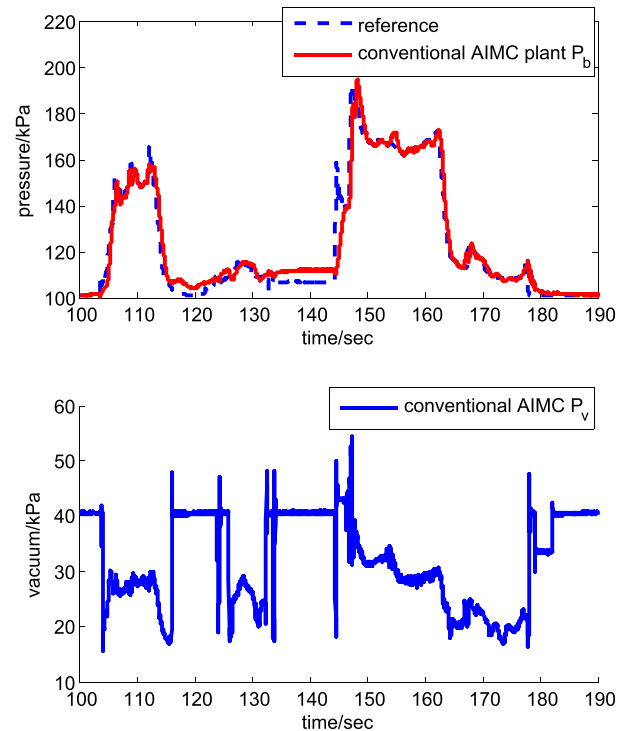 220
200
180
160
140
120
100
pressure/kPa
reference
conventional AIMC plant P_b
100 110 120 130 140 150 160 170 180 190
time/sec
60
50
40
30
20
10
vacuum/kPa
conventional AIMC P_v
100 110 120 130 140 150 160 170 180 190
time/sec